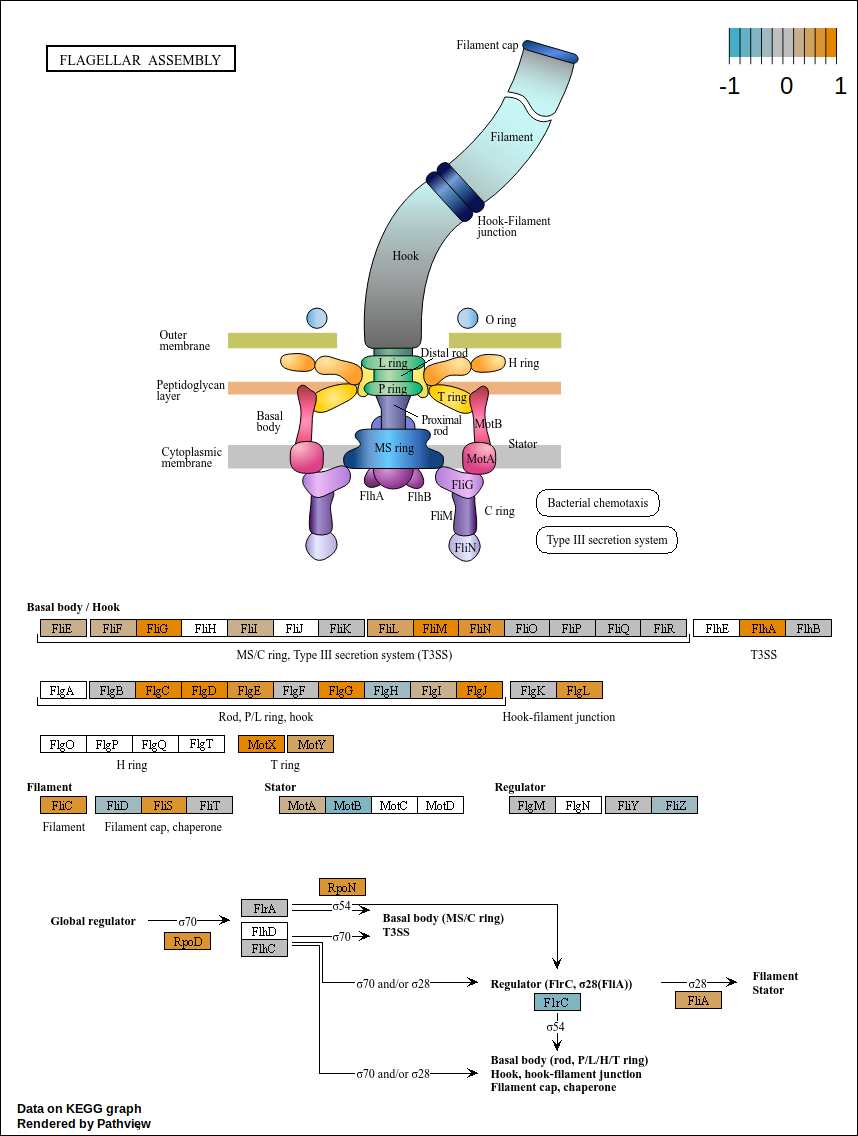 FLAGELLAR ASSEMBLY
-1 0 1
Filament cap
Filament
Hook-Filament
junction
Hook
O ring
Outer
membrane
Distal rod
L ring
H ring
Peptidoglycan
layer
P ring
T ring
Basal
body
Proximal
rod
MotB
Stator
Cytoplasmic
membrane
MS ring
MotA
FliG
FlhA
FlhB
FliM
C ring
FliN
Bacterial chemotaxis
Type III secretion system
Basal body / Hook
FliE FliF FliG FliH FliI FliJ FliK FliL FliM FliN FliO FliP FliQ FliR FlhE FlhA FlhB
MS/C ring, Type III secretion system (T3SS) T3SS
FlgA FlgB FlgC FlgD FlgE FlgF FlgG FlgH FlgI FlgJ FlgK FlgL
Rod, P/L ring, hook Hook-filament junction
FlgO FlgP FlgQ FlgT MotX MotY
H ring T ring
Filament Stator Regulator
FliC FliD FliS FliT MotA MotB MotC MotD FlgM FlgN FliY FliZ
Filament Filament cap, chaperone
RpoN
FlrA σ54
Global regulator σ70 Basal body (MS/C ring)
T3SS
RpoD FlhD σ70
FlhC
σ70 and/or σ28 Regulator (FlrC, σ28(FliA)) σ28 Filament
Stator
FlrC FliA
σ54
Basal body (rod, P/L/H/T ring)
σ70 and/or σ28 Hook, hook-filament junction
Filament cap, chaperone
Data on KEGG graph
Rendered by Pathview